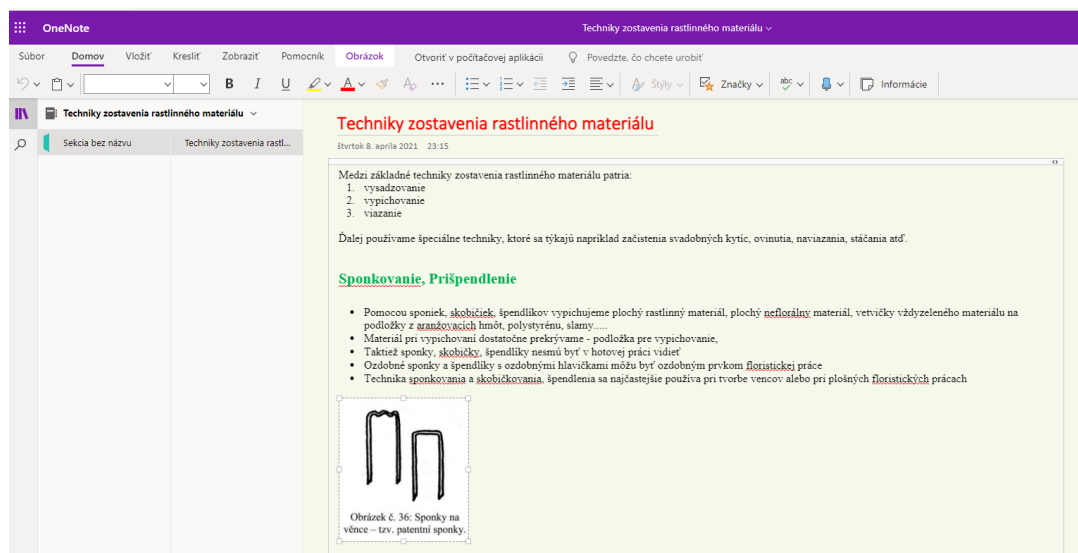 OneNote
Techniky zostavenia rastlinného materiálu
Súbor Domov Vložiť Kresliť Zobraziť Pomocník Obrázok Otvoriť v počítačovej aplikácii Povedzte, čo chcete urobiť
B I U A A Štýly Značky abc Informácie
Techniky zostavenia rastlinného materiálu
Sekcia bez názvu Techniky zostavenia rastl...
Techniky zostavenia rastlinného materiálu
štvrtok 8. apríla 2021 23:15
Medzi základné techniky zostavenia rastlinného materiálu patria:
1. vysadzovanie
2. vypichovanie
3. viazanie
Ďalej používame špeciálne techniky, ktoré sa týkajú napríklad začistenia svadobných kytíc, ovinutia, naviazania, stáčania atď.
Sponkovanie, Prišpendlenie
• Pomocou sponiek, skobičiek, špendlíkov vypichujeme plochý rastlinný materiál, plochý neflorálny materiál, vetvičky vždyzeleného materiálu na
podložky z aranžovacích hmôt, polystyrénu, slamy.....
• Materiál pri vypichovaní dostatočne prekrývame - podložka pre vypichovanie,
• Taktiež sponky, skobičky, špendlíky nesmú byť v hotovej práci vidieť
• Ozdobné sponky a špendlíky s ozdobnými hlavičkami môžu byť ozdobným prvkom floristickej práce
• Technika sponkovania a skobičkovania, špendlenia sa najčastejšie používa pri tvorbe vencov alebo pri plošných floristických prácach
Obrázek č. 36: Sponky na
věnce – tzv. patentní sponky.